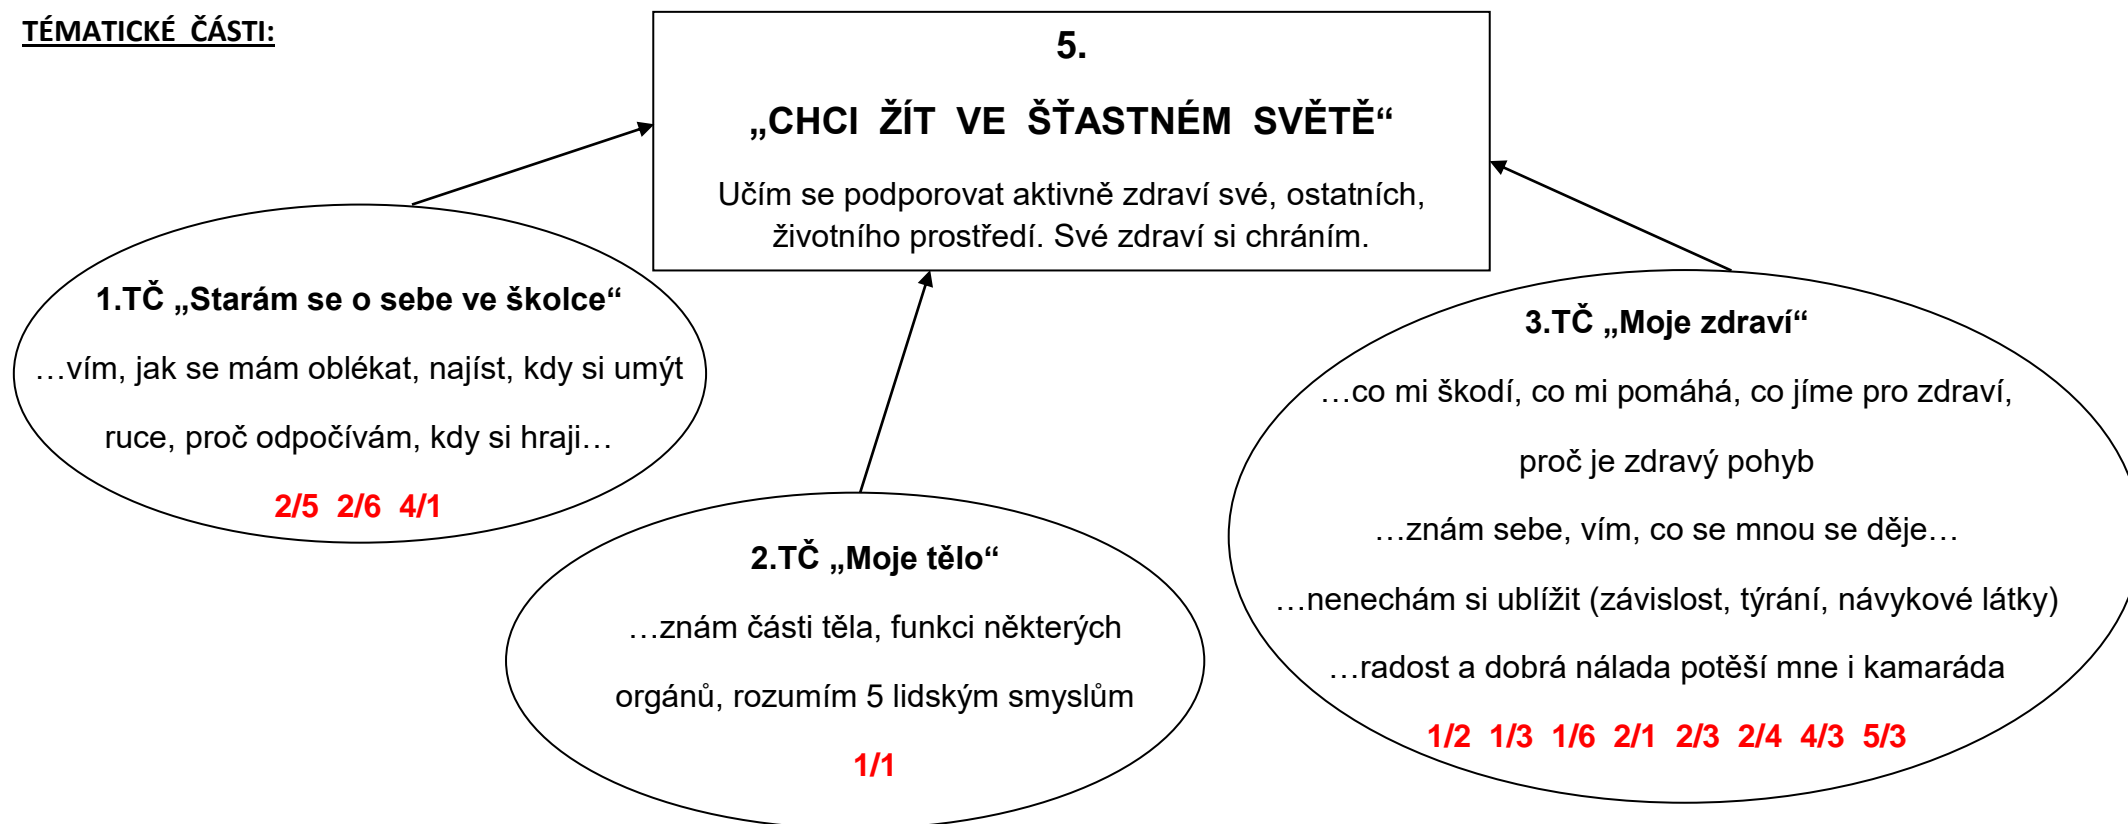 TÉMATICKÉ ČÁSTI:
5.
„CHCI ŽÍT VE ŠŤASTNÉM SVĚTĚ“
Učím se podporovat aktivně zdraví své, ostatních,
životního prostředí. Své zdraví si chráním.
1.TČ „Starám se o sebe ve školce“
…vím, jak se mám oblékat, najíst, kdy si umýt
ruce, proč odpočívám, kdy si hraji…
2/5 2/6 4/1
2.TČ „Moje tělo“
…znám části těla, funkci některých
orgánů, rozumím 5 lidským smyslům
1/1
3.TČ „Moje zdraví“
…co mi škodí, co mi pomáhá, co jíme pro zdraví,
proč je zdravý pohyb
…znám sebe, vím, co se mnou se děje…
…nenechám si ublížit (závislost, týrání, návykové látky)
…radost a dobrá nálada potěší mne i kamaráda
1/2 1/3 1/6 2/1 2/3 2/4 4/3 5/3